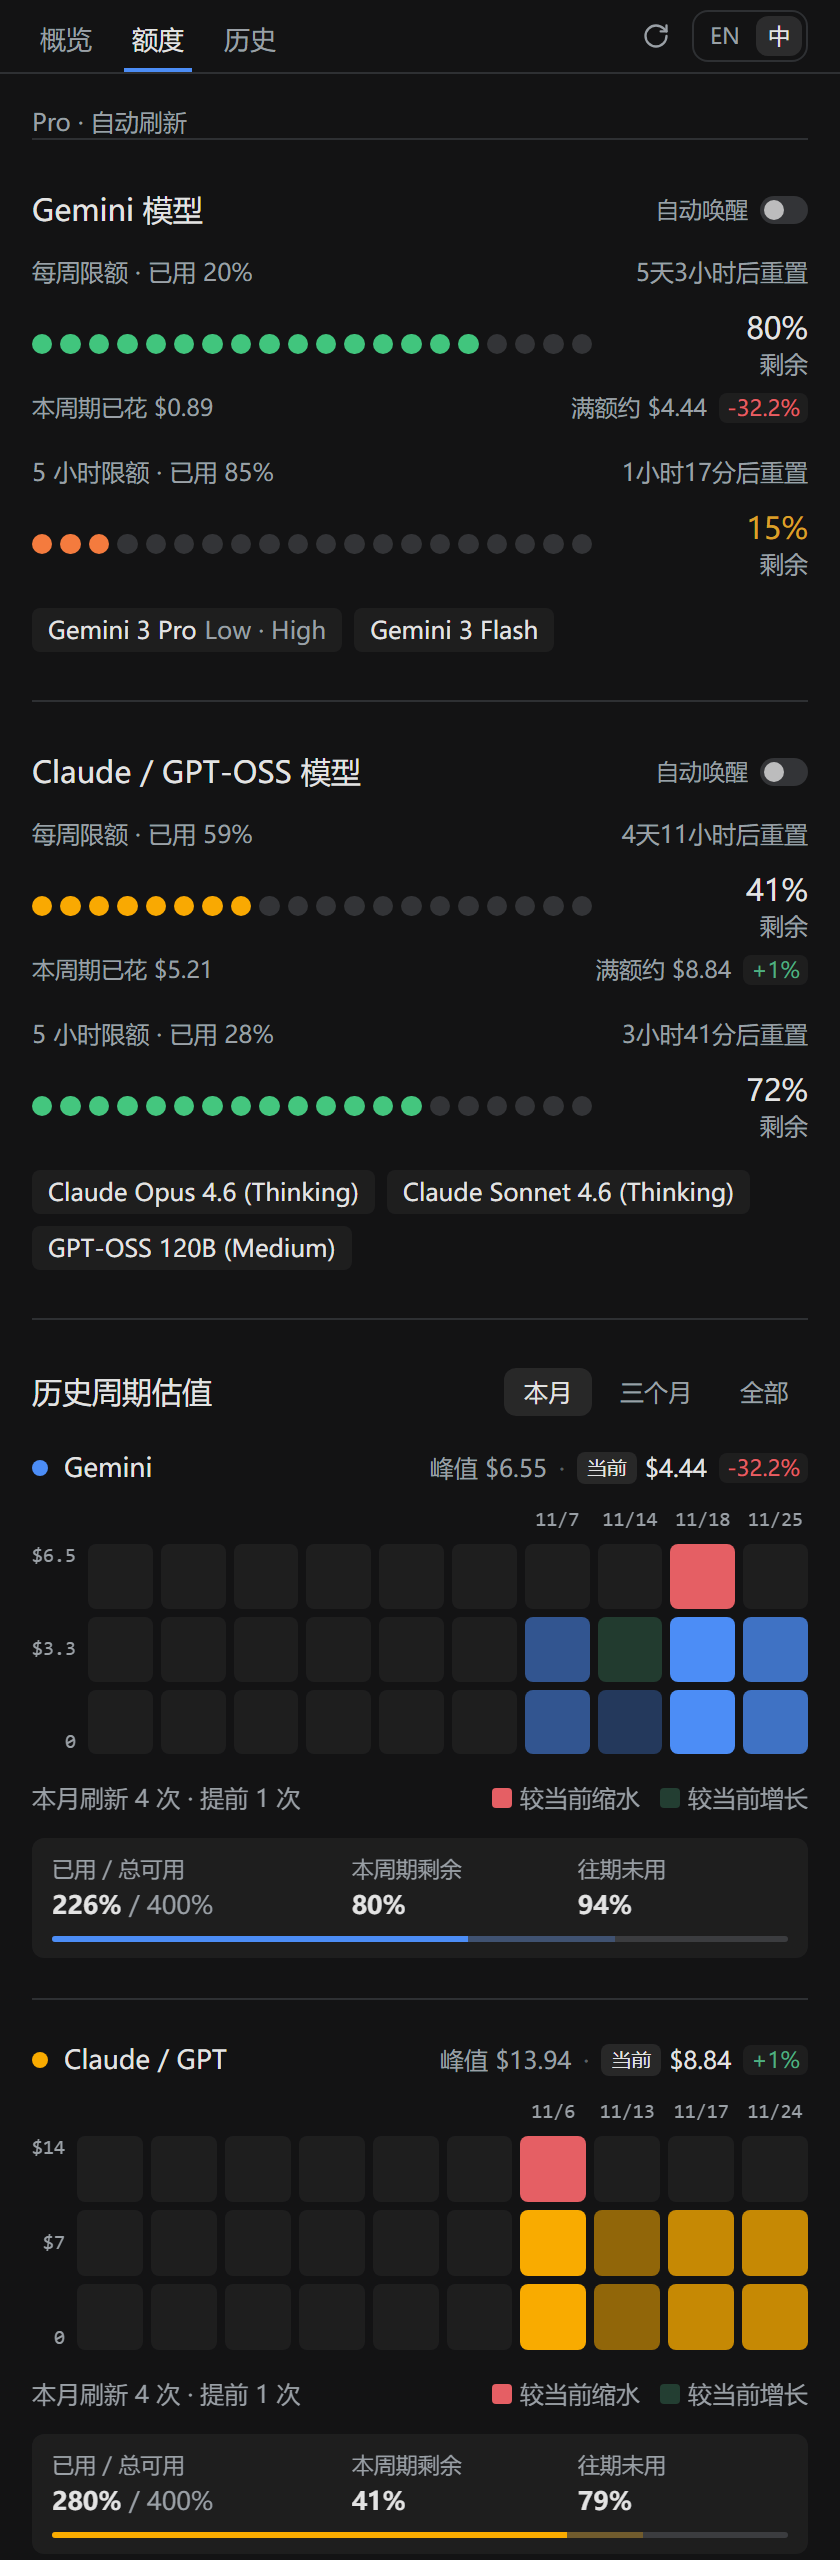 概览 额度 历史 EN 中
Pro · 自动刷新
Gemini 模型 自动唤醒
每周限额 · 已用 20% 5天3小时后重置
80%
剩余
本周期已花 $0.89 满额约 $4.44 -32.2%
5 小时限额 · 已用 85% 1小时17分后重置
15%
剩余
Gemini 3 Pro Low · High Gemini 3 Flash
Claude / GPT-OSS 模型 自动唤醒
每周限额 · 已用 59% 4天11小时后重置
41%
剩余
本周期已花 $5.21 满额约 $8.84 +1%
5 小时限额 · 已用 28% 3小时41分后重置
72%
剩余
Claude Opus 4.6 (Thinking) Claude Sonnet 4.6 (Thinking)
GPT-OSS 120B (Medium)
历史周期估值 本月 三个月 全部
Gemini 峰值 $6.55 · 当前 $4.44 -32.2%
11/7 11/14 11/18 11/25
$6.5
$3.3
0
本月刷新 4 次 · 提前 1 次 较当前缩水 较当前增长
已用 / 总可用 本周期剩余 往期未用
226% / 400% 80% 94%
Claude / GPT 峰值 $13.94 · 当前 $8.84 +1%
11/6 11/13 11/17 11/24
$14
$7
0
本月刷新 4 次 · 提前 1 次 较当前缩水 较当前增长
已用 / 总可用 本周期剩余 往期未用
280% / 400% 41% 79%